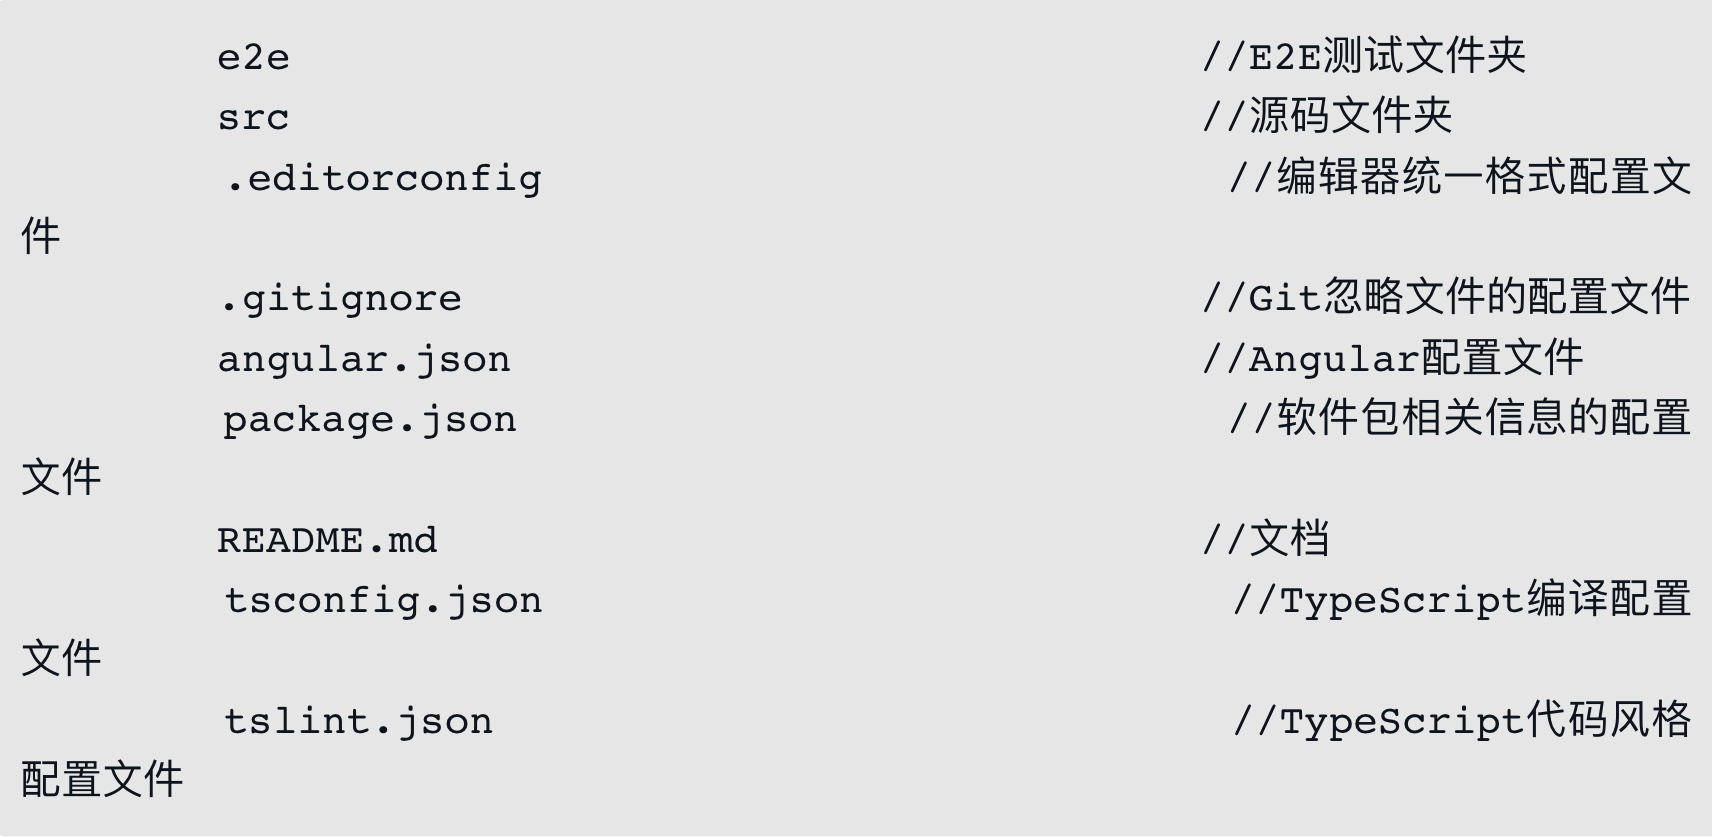 e2e //E2E测试文件夹
src //源码文件夹
.editorconfig //编辑器统一格式配置文
件
.gitignore //Git忽略文件的配置文件
angular.json //Angular配置文件
package.json //软件包相关信息的配置
文件
README.md //文档
tsconfig.json //TypeScript编译配置
文件
tslint.json //TypeScript代码风格
配置文件